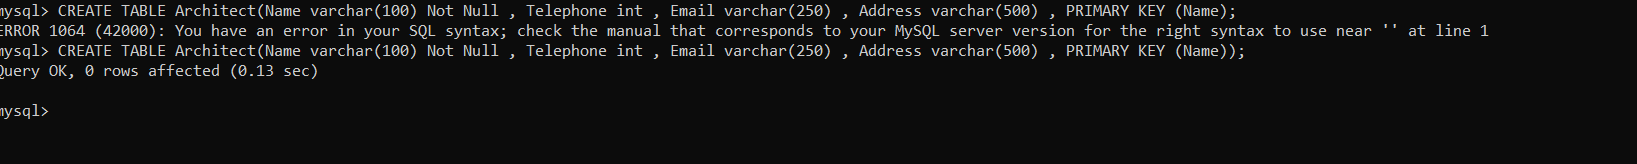 mysql> CREATE TABLE Architect(Name varchar(100) Not Null , Telephone int , Email varchar(250) , Address varchar(500) , PRIMARY KEY (Name);
ERROR 1064 (42000): You have an error in your SQL syntax; check the manual that corresponds to your MySQL server version for the right syntax to use near '' at line 1
mysql> CREATE TABLE Architect(Name varchar(100) Not Null , Telephone int , Email varchar(250) , Address varchar(500) , PRIMARY KEY (Name));
Query OK, 0 rows affected (0.13 sec)
mysql>